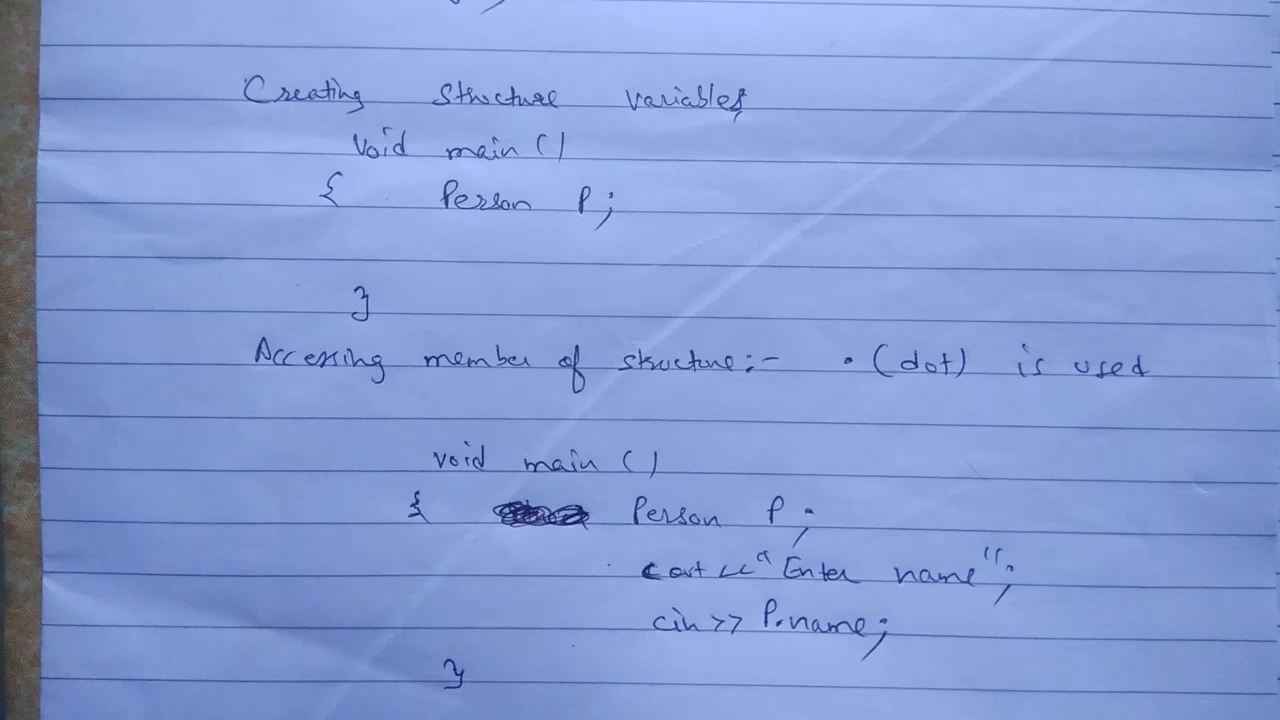 Creating structure variables,
void main ()
{ Person P;
}
Accessing member of structure:- . (dot) is used
void main ()
{ Person P;
cout << "Enter name";
cin >> P.name;
}